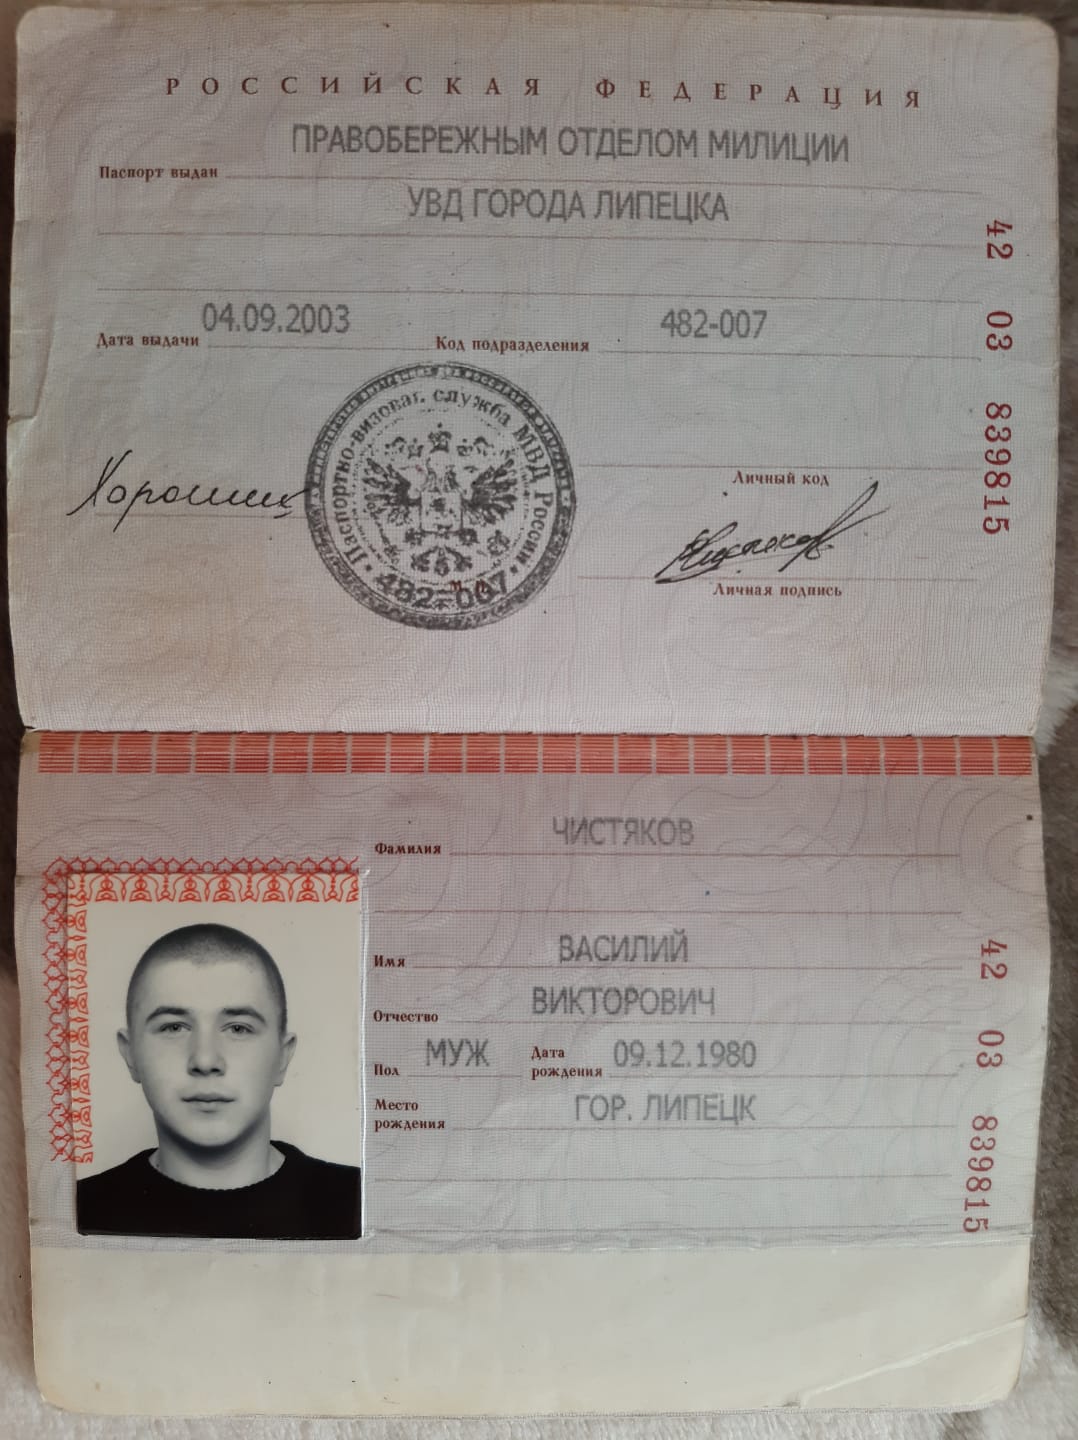 РОССИЙСКАЯ ФЕДЕРАЦИЯ
ПРАВОБЕРЕЖНЫМ ОТДЕЛОМ МИЛИЦИИ
Паспорт выдан
УВД ГОРОДА ЛИПЕЦКА
Дата выдачи 04.09.2003 Код подразделения 482-007
42 03 839815
Паспортно-визовая служба МВД России
482-007
М.П.
Личный код
Личная подпись
Фамилия ЧИСТЯКОВ
Имя ВАСИЛИЙ
Отчество ВИКТОРОВИЧ
Пол МУЖ Дата рождения 09.12.1980
Место рождения ГОР. ЛИПЕЦК
42 03 839815